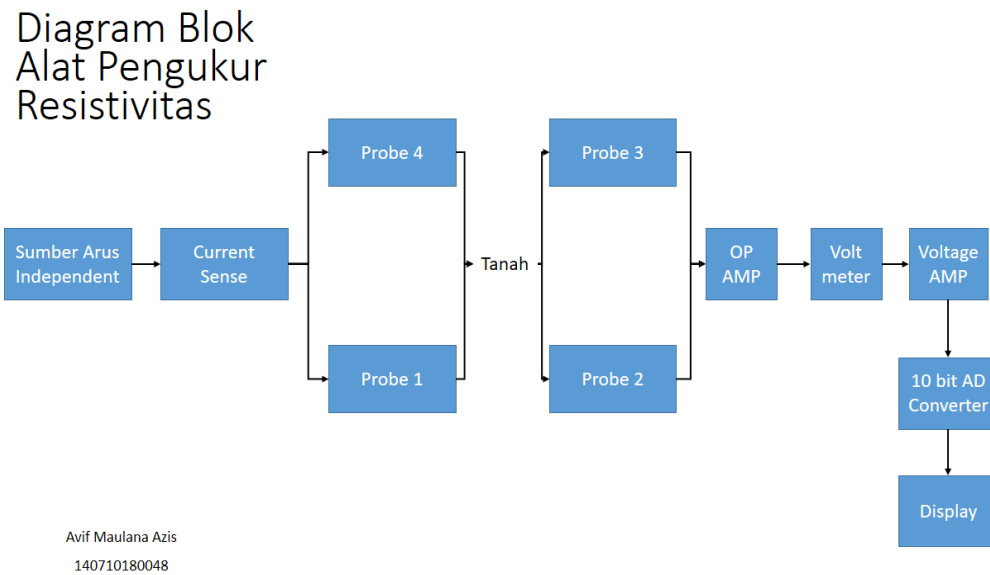 Diagram Blok
Alat Pengukur
Resistivitas
Probe 4
Probe 3
Sumber Arus
Independent
Current
Sense
Tanah
OP
AMP
Volt
meter
Voltage
AMP
Probe 1
Probe 2
10 bit AD
Converter
Display
Avif Maulana Azis
140710180048